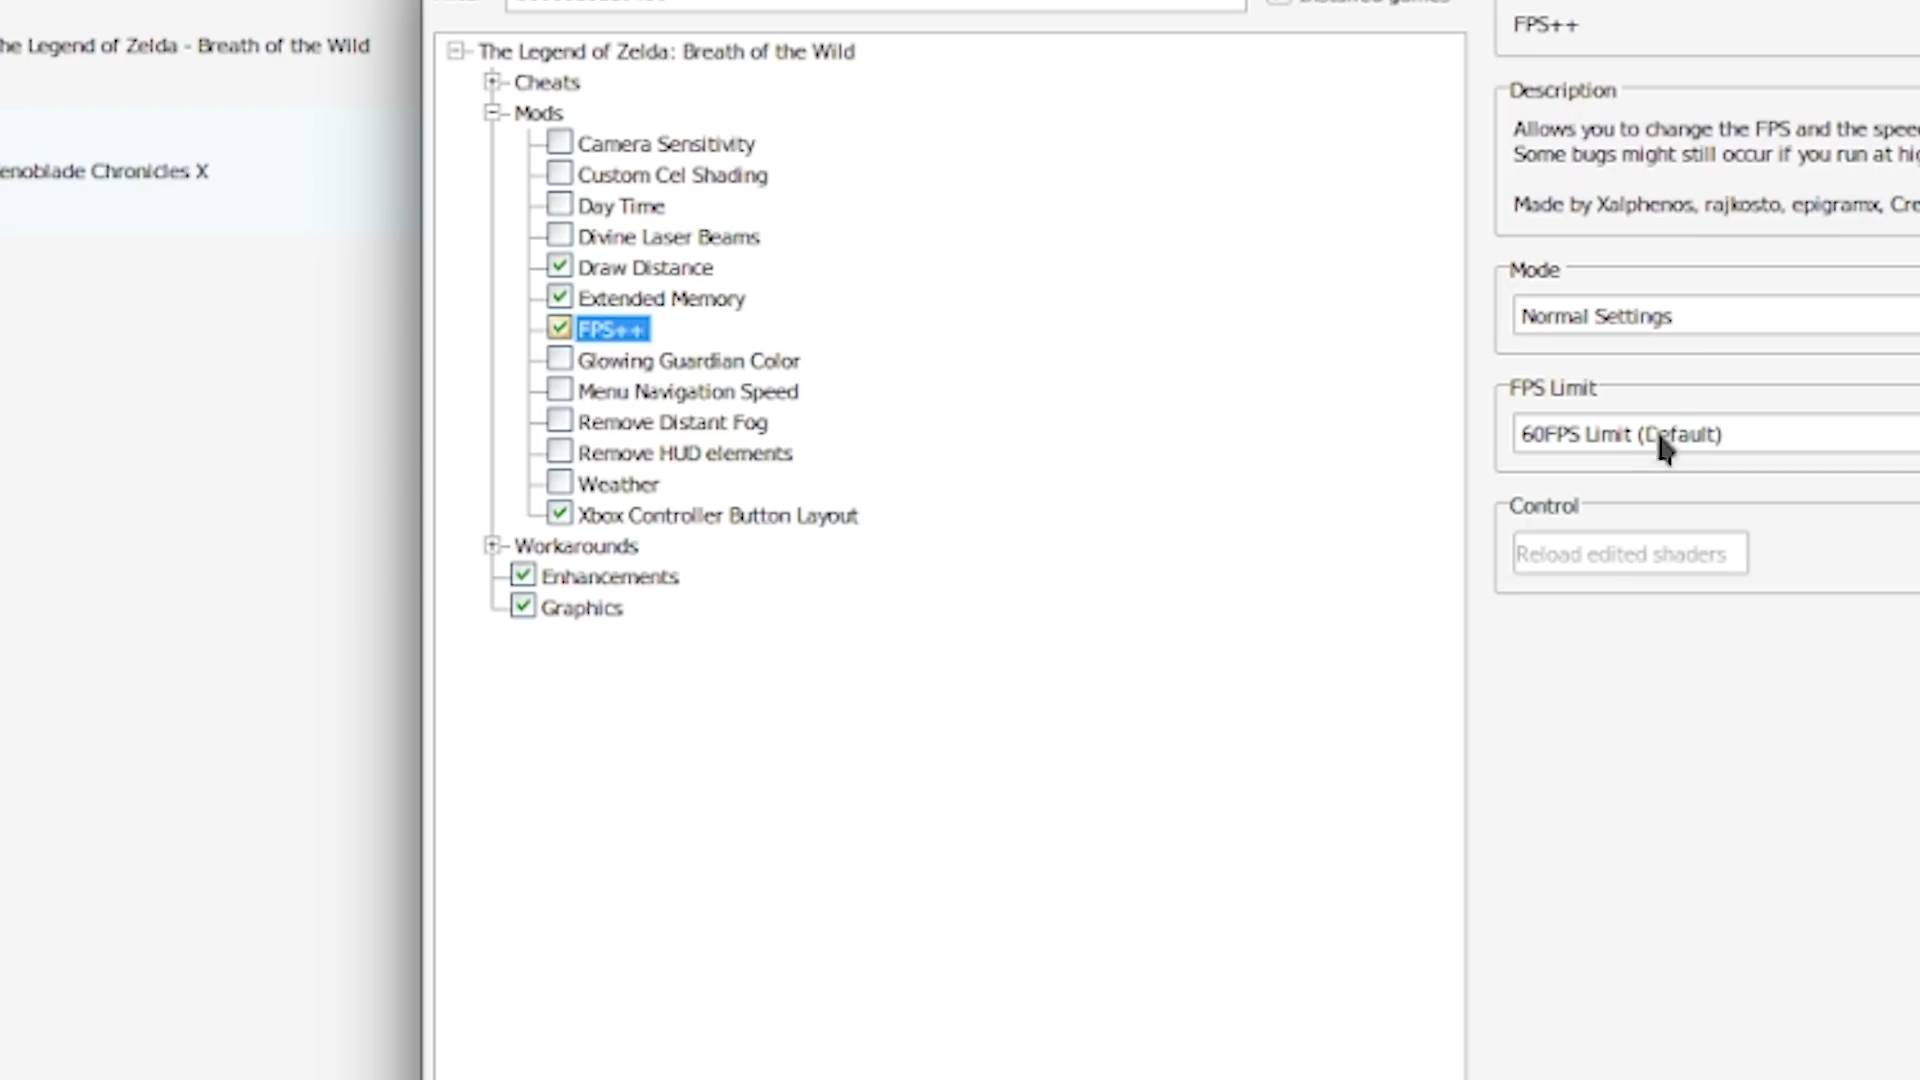 he Legend of Zelda - Breath of the Wild
enoblade Chronicles X
The Legend of Zelda: Breath of the Wild
Cheats
Mods
Camera Sensitivity
Custom Cel Shading
Day Time
Divine Laser Beams
Draw Distance
Extended Memory
FPS++
Glowing Guardian Color
Menu Navigation Speed
Remove Distant Fog
Remove HUD elements
Weather
Xbox Controller Button Layout
Workarounds
Enhancements
Graphics
FPS++
Description
Allows you to change the FPS and the spee
Some bugs might still occur if you run at hi
Made by Xalphenos, rajkosto, epigramx, Cre
Mode
Normal Settings
FPS Limit
60FPS Limit (Default)
Control
Reload edited shaders